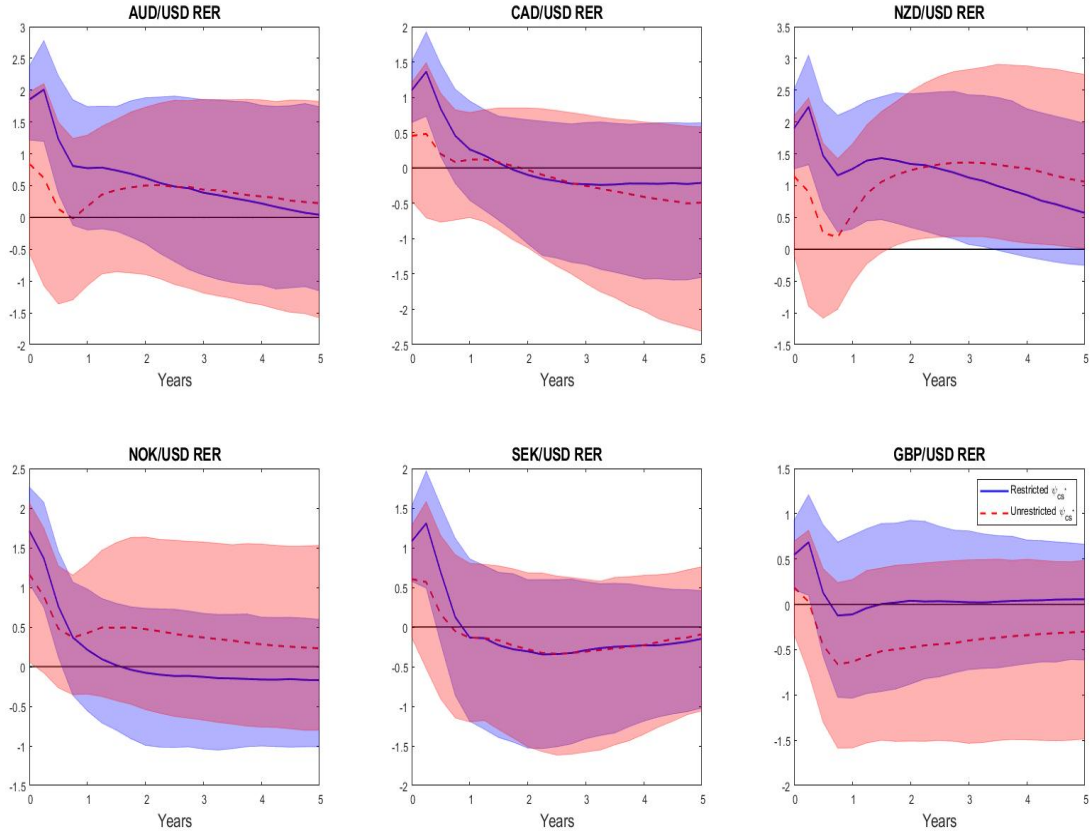 AUD/USD RER
3
2.5
2
1.5
1
0.5
0
-0.5
-1
-1.5
-2
0 1 2 3 4 5
Years
CAD/USD RER
2
1.5
1
0.5
0
-0.5
-1
-1.5
-2
-2.5
0 1 2 3 4 5
Years
NZD/USD RER
3.5
3
2.5
2
1.5
1
0.5
0
0.5
1
-1.5
0 1 2 3 4 5
Years
NOK/USD RER
2.5
2
1.5
1
0.5
0
-0.5
-1
-1.5
0 1 2 3 4 5
Years
SEK/USD RER
2
1.5
1
0.5
0
-0.5
-1
-1.5
-2
0 1 2 3 4 5
Years
GBP/USD RER
Restricted ψcs*
Unrestricted ψcs*
1.5
1
0.5
0
-0.5
-1
-1.5
-2
0 1 2 3 4 5
Years